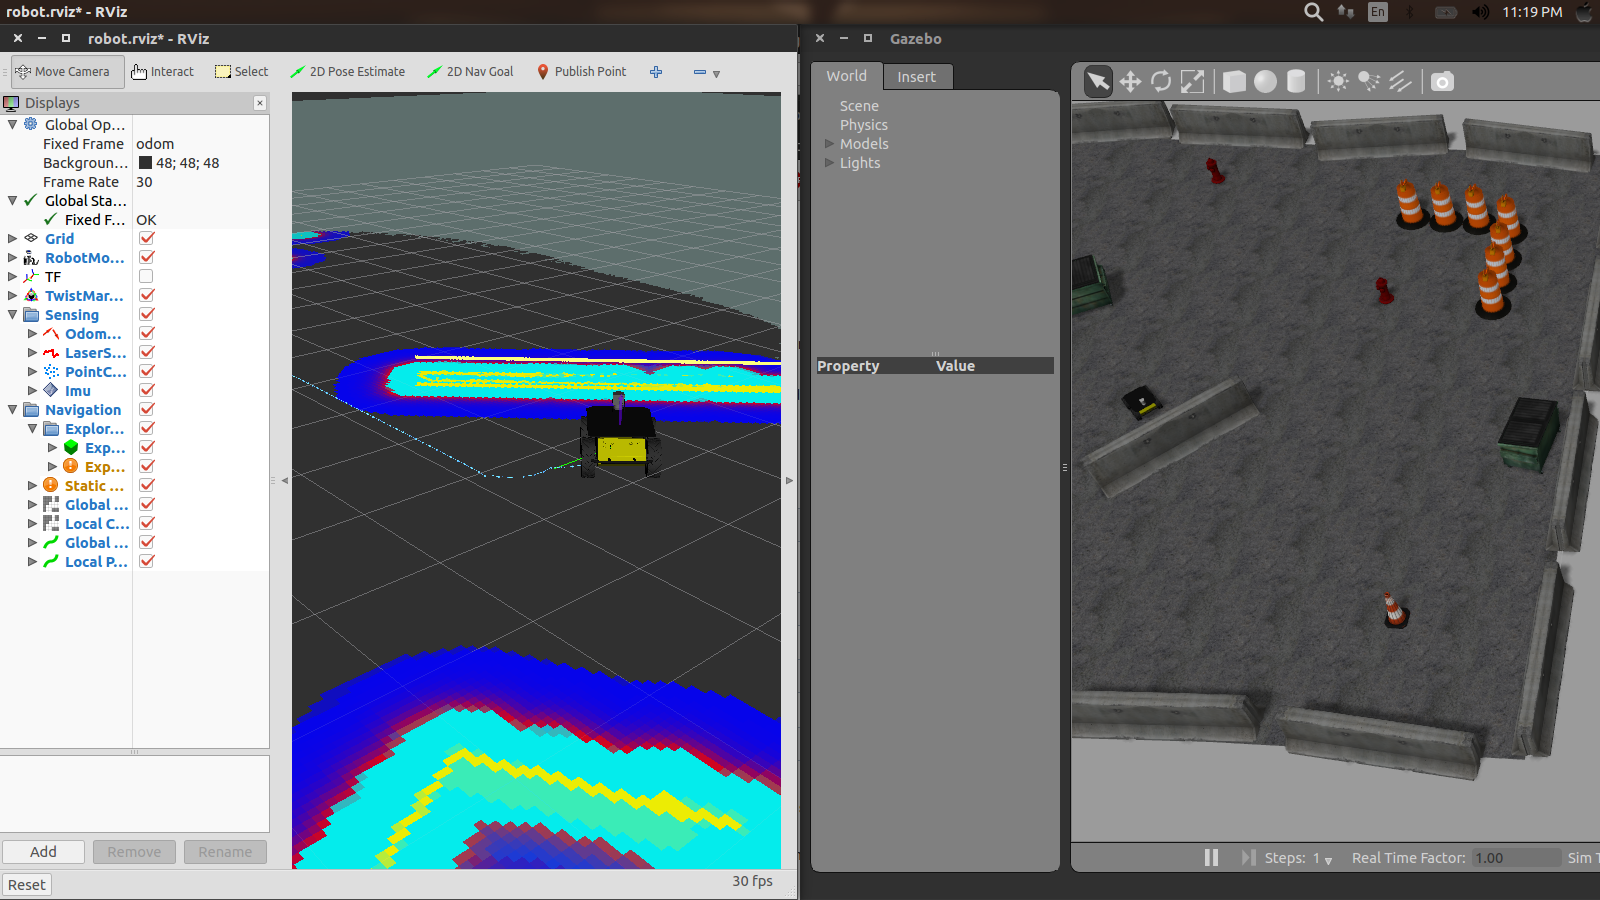 robot.rviz* - RViz
En
11:19 PM
robot.rviz* - RViz
Move Camera
Interact
Select
2D Pose Estimate
2D Nav Goal
Publish Point
Displays
Global Op...
Fixed Frame odom
Backgroun... 48; 48; 48
Frame Rate 30
Global Sta...
Fixed F... OK
Grid
RobotMo...
TF
TwistMar...
Sensing
Odom...
LaserS...
PointC...
Imu
Navigation
Explor...
Exp...
Exp...
Static ...
Global ...
Local C...
Global ...
Local P...
Add
Remove
Rename
Reset
30 fps
Gazebo
World
Insert
Scene
Physics
Models
Lights
Property Value
Steps: 1
Real Time Factor: 1.00
Sim T